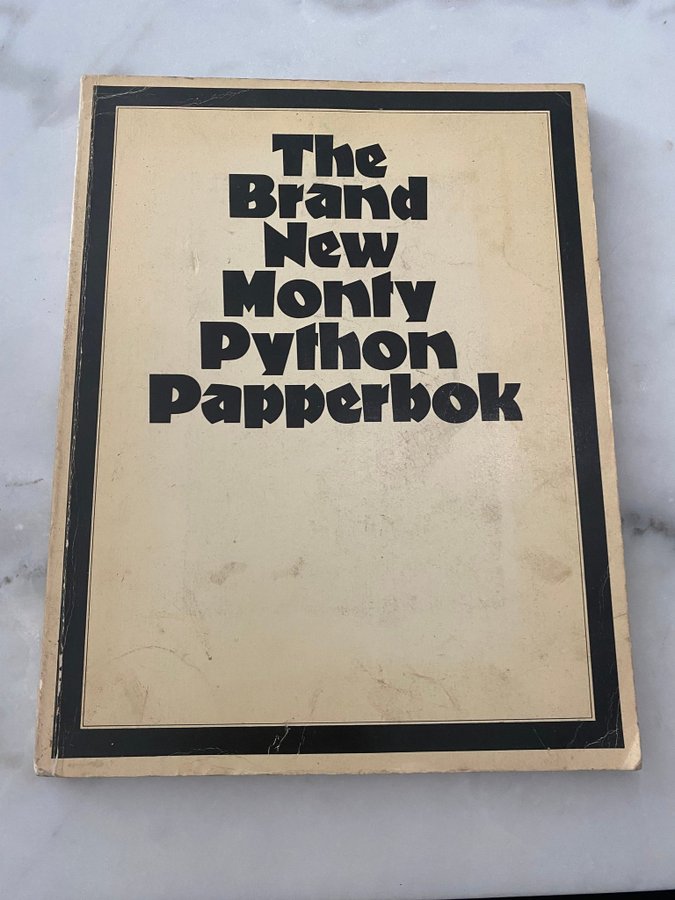 The
Brand
New
Monty
Python
Papperbok